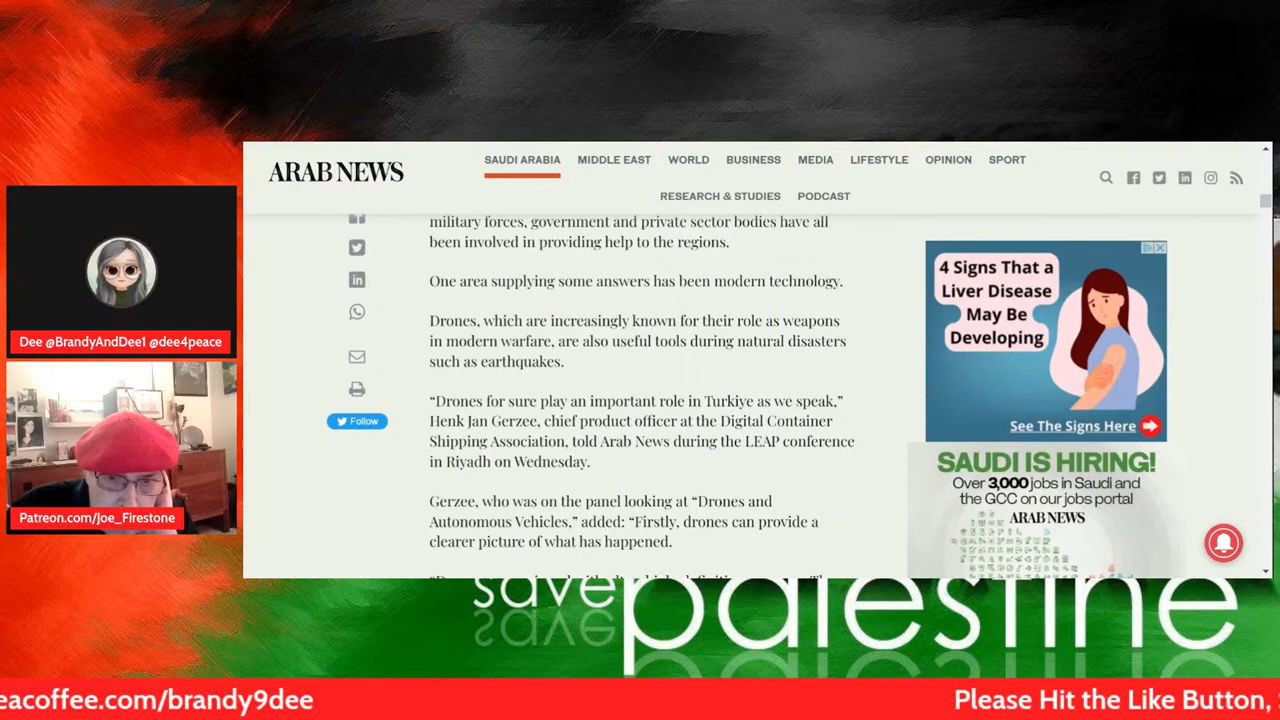 ARAB NEWS
SAUDI ARABIA MIDDLE EAST WORLD BUSINESS MEDIA LIFESTYLE OPINION SPORT
RESEARCH & STUDIES PODCAST
military forces, government and private sector bodies have all
been involved in providing help to the regions.
One area supplying some answers has been modern technology.
Drones, which are increasingly known for their role as weapons
in modern warfare, are also useful tools during natural disasters
such as earthquakes.
“Drones for sure play an important role in Turkiye as we speak,”
Henk Jan Gerzee, chief product officer at the Digital Container
Shipping Association, told Arab News during the LEAP conference
in Riyadh on Wednesday.
Gerzee, who was on the panel looking at “Drones and
Autonomous Vehicles,” added: “Firstly, drones can provide a
clearer picture of what has happened.
Follow
4 Signs That a
Liver Disease
May Be
Developing
See The Signs Here
SAUDI IS HIRING!
Over 3,000 jobs in Saudi and
the GCC on our jobs portal
ARAB NEWS
Dee @BrandyAndDee1 @dee4peace
Patreon.com/Joe_Firestone
save palestine
eacoffee.com/brandy9dee
Please Hit the Like Button,